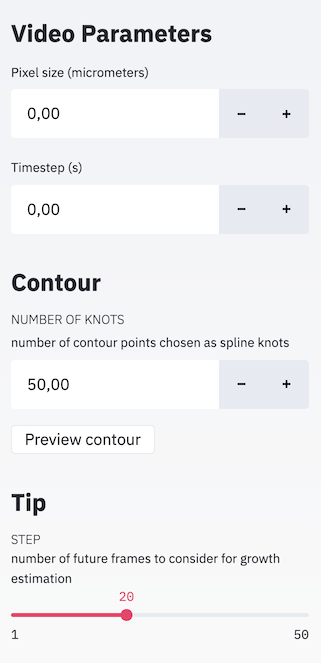 Video Parameters
Pixel size (micrometers)
0,00
−
+
Timestep (s)
0,00
−
+
Contour
NUMBER OF KNOTS
number of contour points chosen as spline knots
50,00
−
+
Preview contour
Tip
STEP
number of future frames to consider for growth
estimation
20
1
50